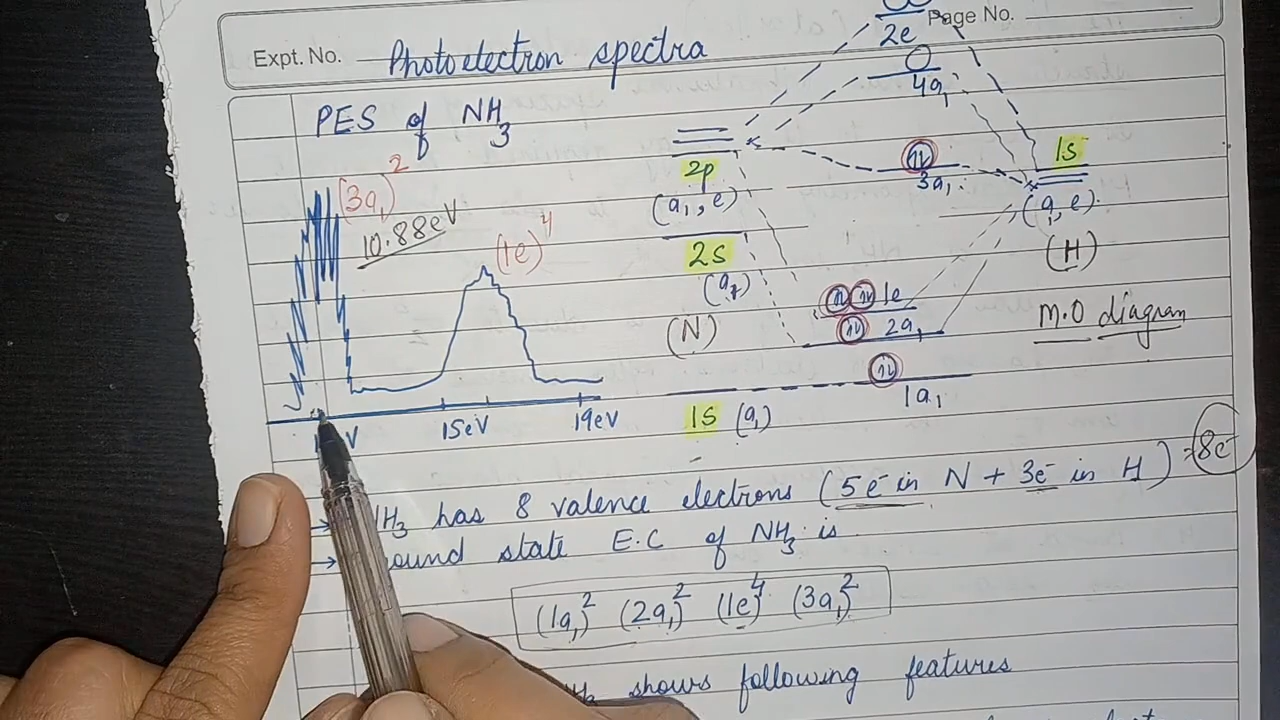 Page No.
Expt. No. Photoelectron spectra
PES of NH3
(3a1)2
10.88eV
(1e)4
15eV
19eV
2e
4a1
2p
(a1, e)
3a1
1s
(a1 e)
(H)
2s
(a1)
(N)
1e
2a1
M.O diagram
1s (a1)
1a1
NH3 has 8 valence electrons (5e- in N + 3e- in H) = 8e-
state E.C of NH3 is
(1a1)2 (2a1)2 (1e)4 (3a1)2
shows following features